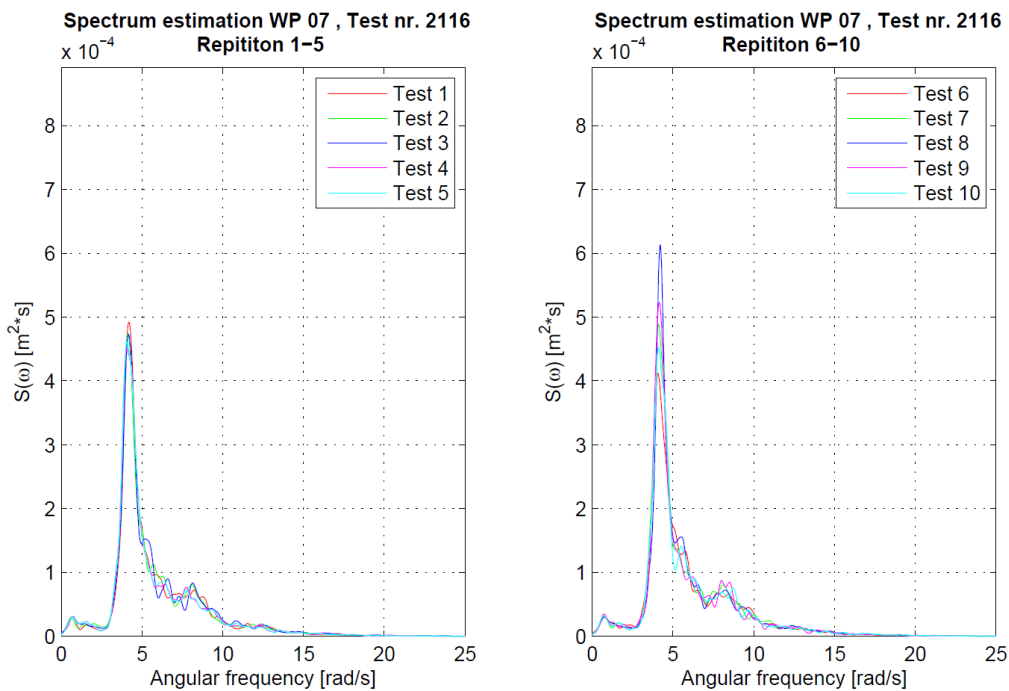 Spectrum estimation WP 07 , Test nr. 2116
Repititon 1−5
x 10⁻⁴
Test 1
Test 2
Test 3
Test 4
Test 5
8
7
6
5
4
3
2
1
0
S(ω) [m²*s]
0 5 10 15 20 25
Angular frequency [rad/s]
Spectrum estimation WP 07 , Test nr. 2116
Repititon 6−10
x 10⁻⁴
Test 6
Test 7
Test 8
Test 9
Test 10
8
7
6
5
4
3
2
1
0
S(ω) [m²*s]
0 5 10 15 20 25
Angular frequency [rad/s]